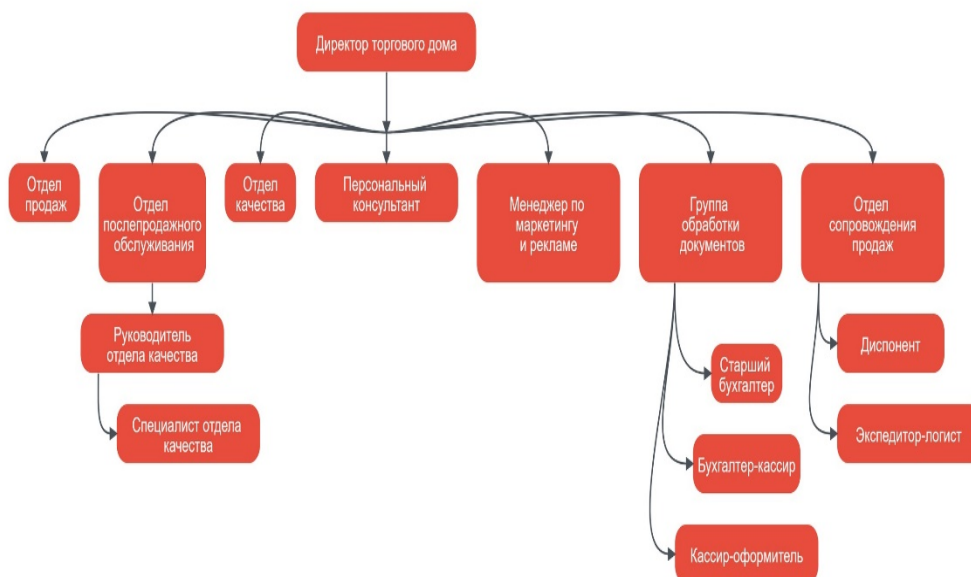 Директор торгового дома
Отдел
продаж
Отдел
послепродажного
обслуживания
Отдел
качества
Персональный
консультант
Менеджер по
маркетингу
и рекламе
Группа
обработки
документов
Отдел
сопровождения
продаж
Руководитель
отдела качества
Специалист отдела
качества
Старший
бухгалтер
Бухгалтер-кассир
Кассир-оформитель
Диспонент
Экспедитор-логист